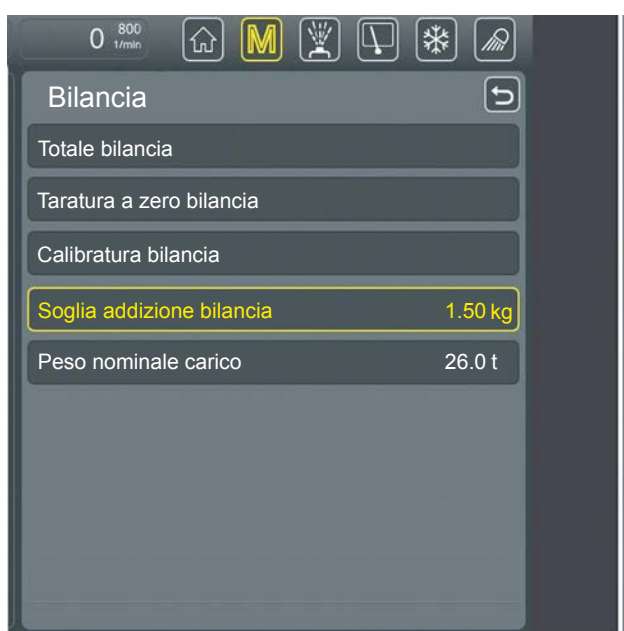 0 800 1/min
M
Bilancia
Totale bilancia
Taratura a zero bilancia
Calibratura bilancia
Soglia addizione bilancia 1.50 kg
Peso nominale carico 26.0 t